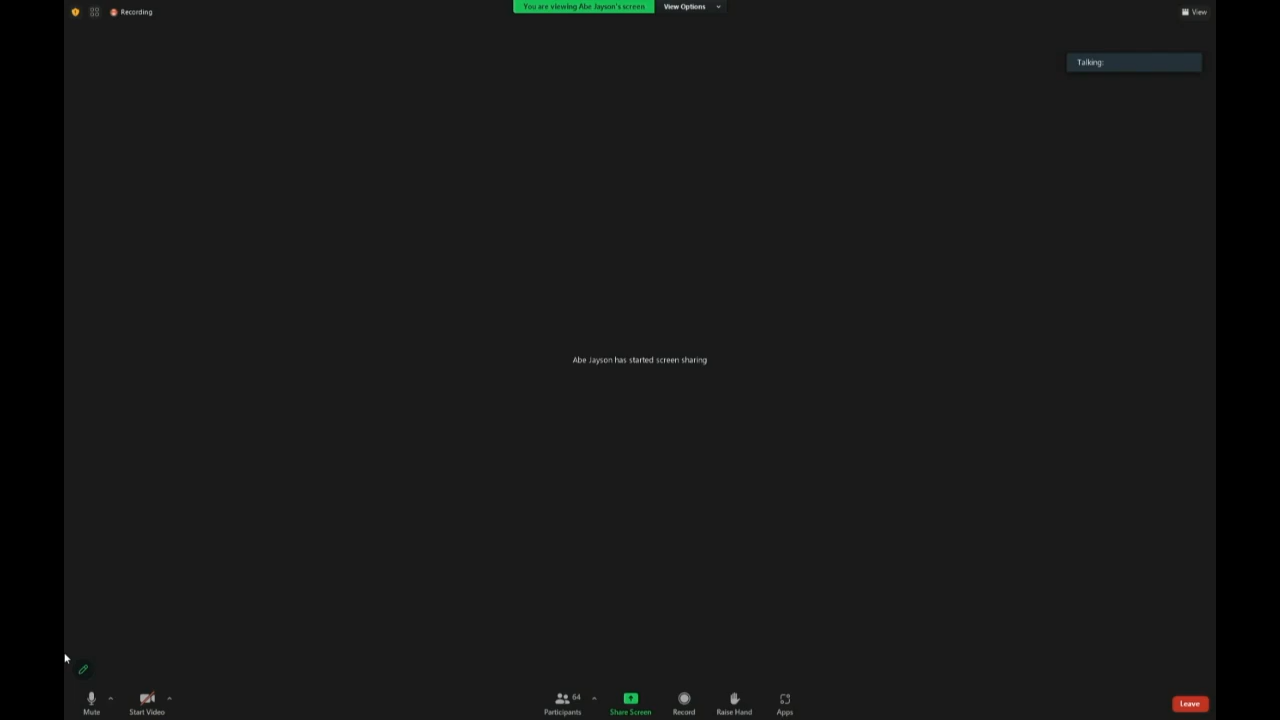 Recording
You are viewing Abe Jayson's screen
View Options
View
Talking:
Abe Jayson has started screen sharing
Mute
Start Video
64
Participants
Share Screen
Record
Raise Hand
Apps
Leave